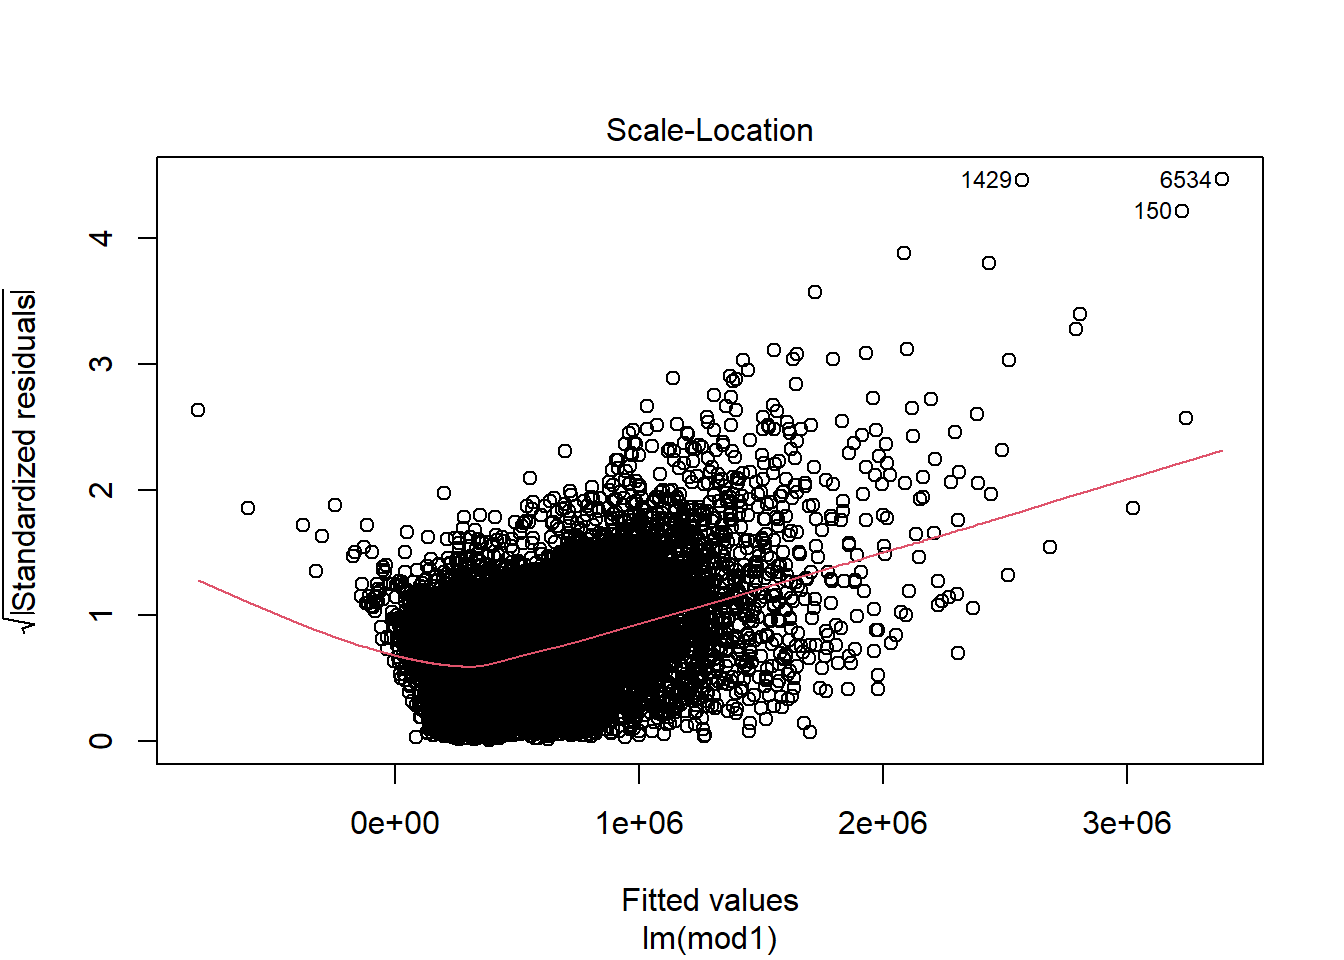 Scale-Location
1429
6534
150
4
3
2
1
0
√|Standardized residuals|
0e+00 1e+06 2e+06 3e+06
Fitted values
lm(mod1)